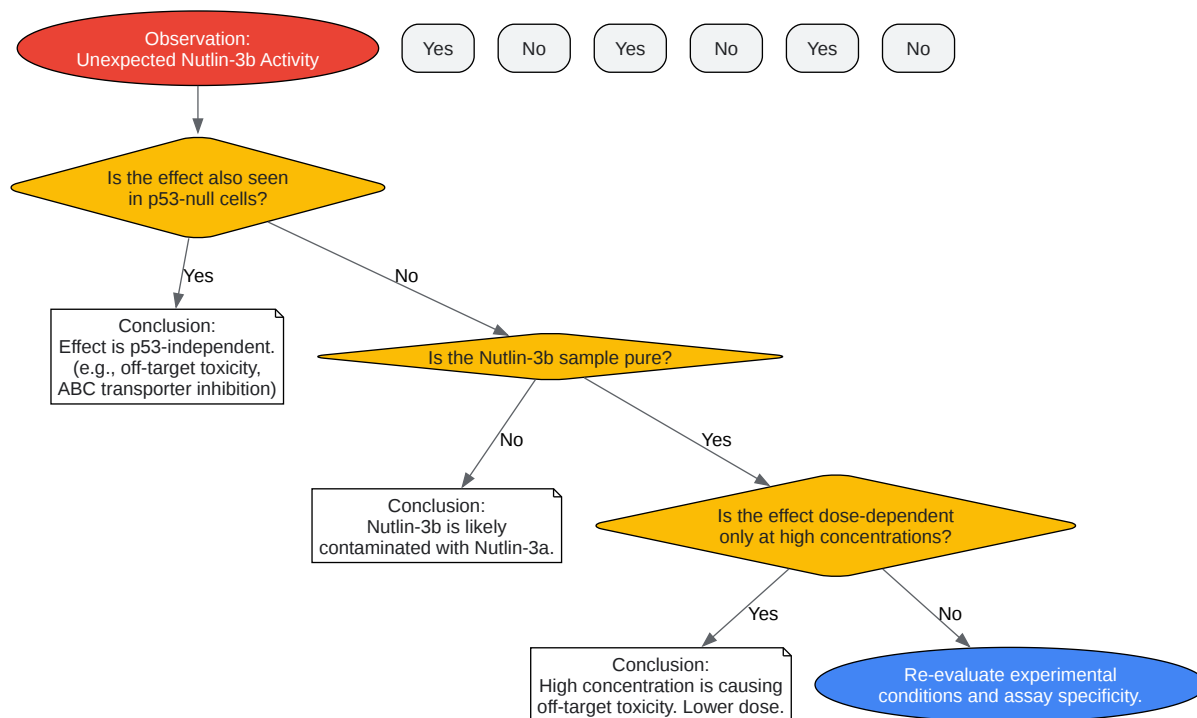 Observation:
Unexpected Nutlin-3b Activity
Yes
No
Yes
No
Yes
No
Is the effect also seen
in p53-null cells?
Yes
No
Conclusion:
Effect is p53-independent.
(e.g., off-target toxicity,
ABC transporter inhibition)
Is the Nutlin-3b sample pure?
No
Yes
Conclusion:
Nutlin-3b is likely
contaminated with Nutlin-3a.
Is the effect dose-dependent
only at high concentrations?
Yes
No
Conclusion:
High concentration is causing
off-target toxicity. Lower dose.
Re-evaluate experimental
conditions and assay specificity.